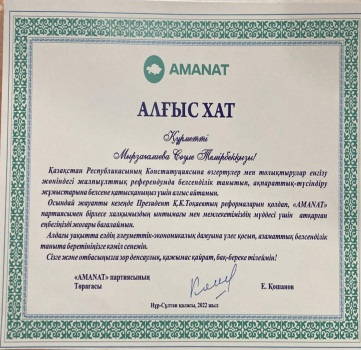 AMANAT
АЛҒЫС ХАТ
Құрметті
Мырзағалиева Сәуле Темірбекқызы!
Қазақстан Республикасының Конституциясына өзгертулер мен толықтырулар енгізу
жөніндегі жалпыұлттық референдумда белсенділік танытып, ақпараттық-түсіндіру
жұмыстарына белсене қатысқаныңыз үшін алғыс айтамын.
Осындай жауапты кезеңде Президент Қ.К.Тоқаевтың реформаларын қолдап, «AMANAT»
партиясымен бірлесе халқымыздың ынтымағы мен мемлекетіміздің мүддесі үшін атқарған
еңбегіңізді жоғары бағалаймын.
Алдағы уақытта елдің әлеуметтік-экономикалық дамуына үлес қосып, азаматтық белсенділік
таныта беретініңізге кәміл сенемін.
Сізге және отбасыңызға зор денсаулық, қажымас қайрат, бақ-береке тілеймін!
«AMANAT» партиясының
Төрағасы
Е. Қошанов
Нұр-Сұлтан қаласы, 2022 жыл